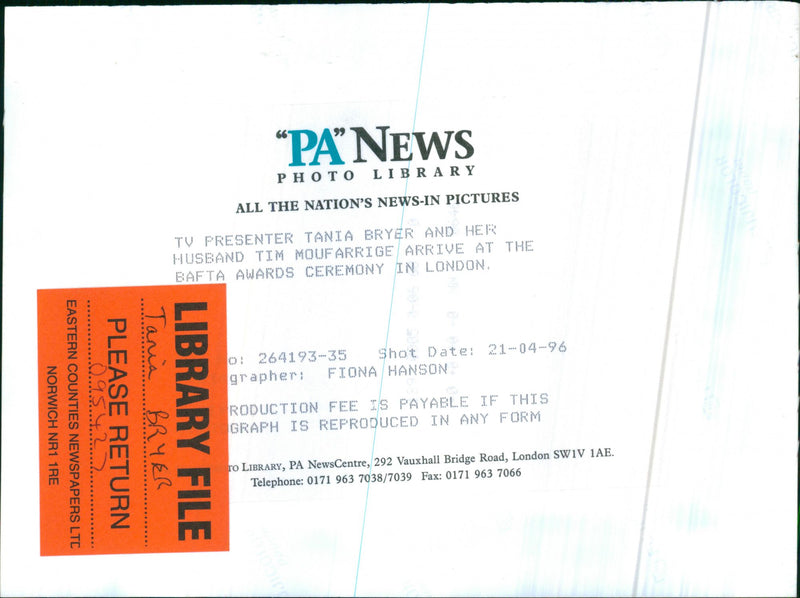 "PA" NEWS
PHOTO LIBRARY
ALL THE NATION'S NEWS-IN PICTURES
TV PRESENTER TANIA BRYER AND HER
HUSBAND TIM MOUFARRIGE ARRIVE AT THE
BAFTA AWARDS CEREMONY IN LONDON.
o: 264193-35 Shot Date: 21-04-96
grapher: FIONA HANSON
RODUCTION FEE IS PAYABLE IF THIS
GRAPH IS REPRODUCED IN ANY FORM
TO LIBRARY, PA NewsCentre, 292 Vauxhall Bridge Road, London SW1V 1AE.
Telephone: 0171 963 7038/7039 Fax: 0171 963 7066
LIBRARY FILE
Tania BRYER
PLEASE RETURN
095427
EASTERN COUNTIES NEWSPAPERS LTD
NORWICH NR1 1RE